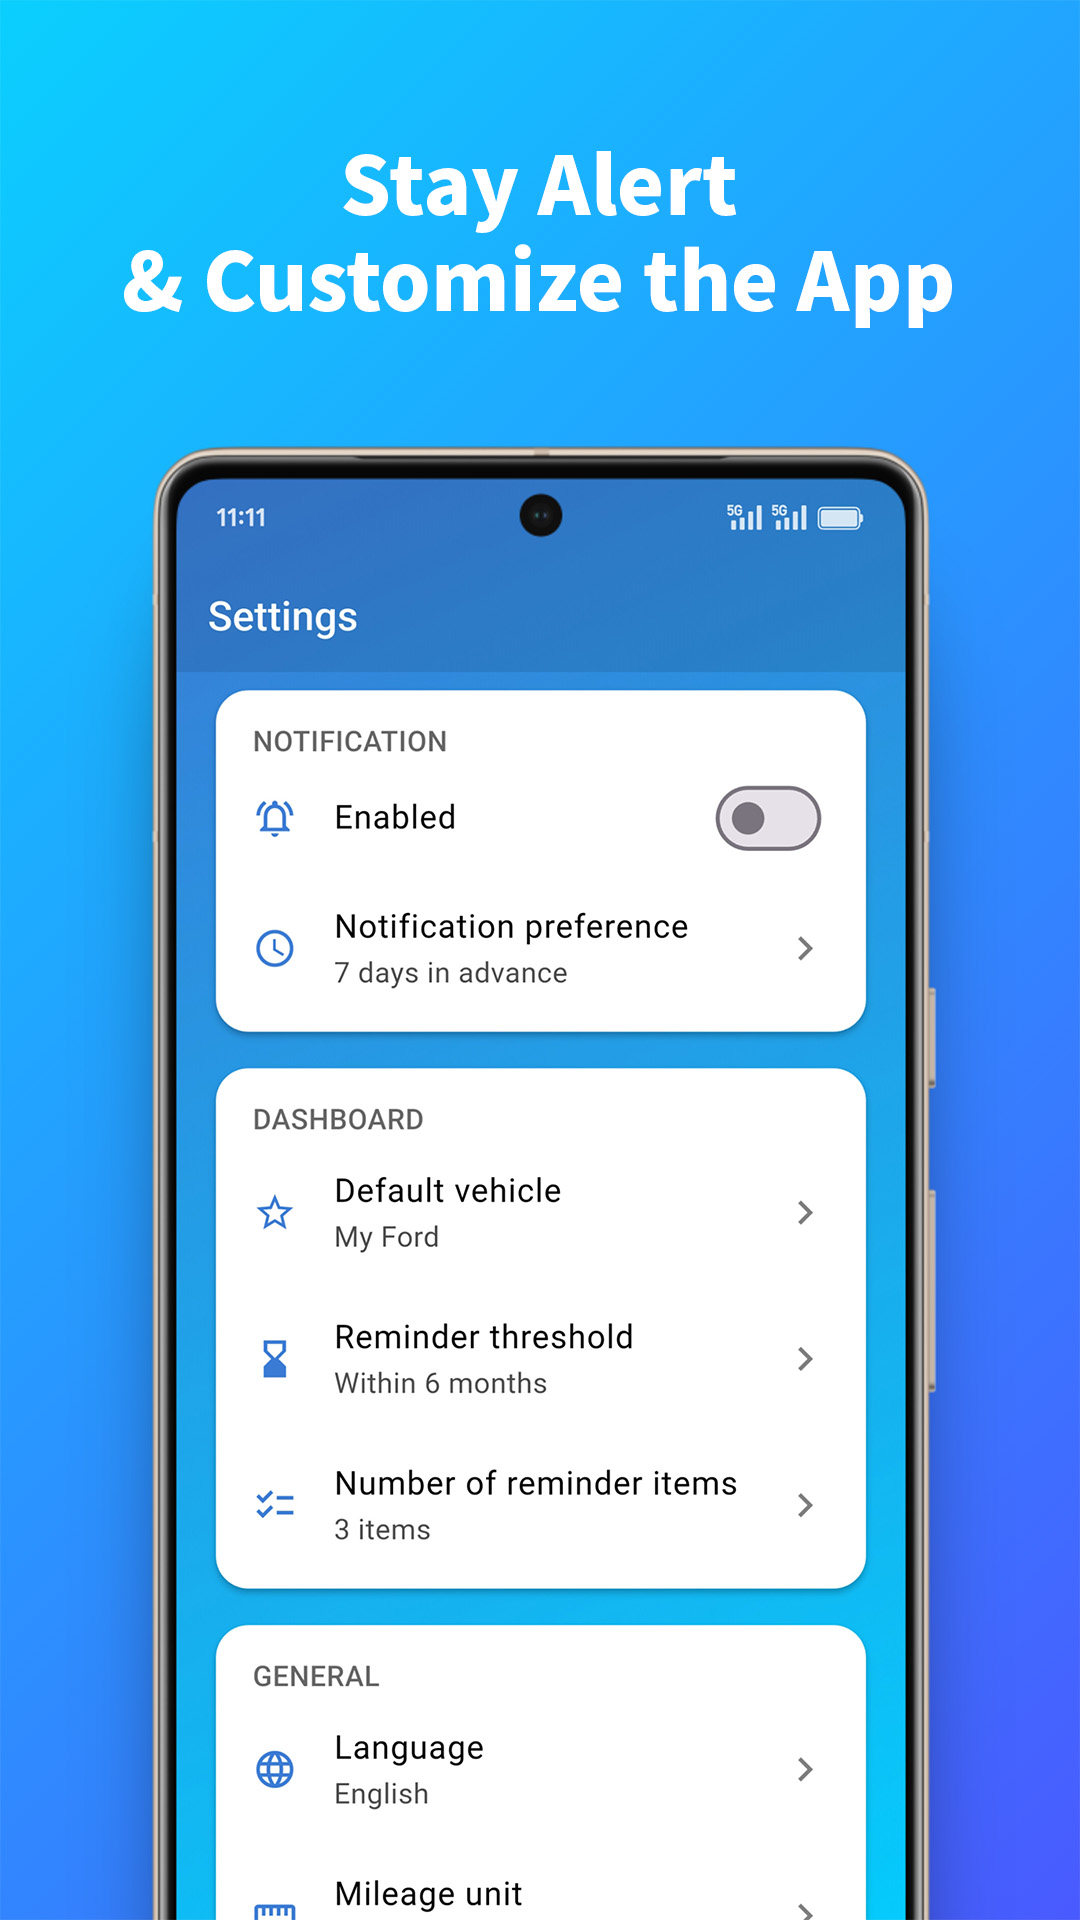 Stay Alert
& Customize the App
11:11
5G 5G
Settings
NOTIFICATION
Enabled
Notification preference
7 days in advance
DASHBOARD
Default vehicle
My Ford
Reminder threshold
Within 6 months
Number of reminder items
3 items
GENERAL
Language
English
Mileage unit